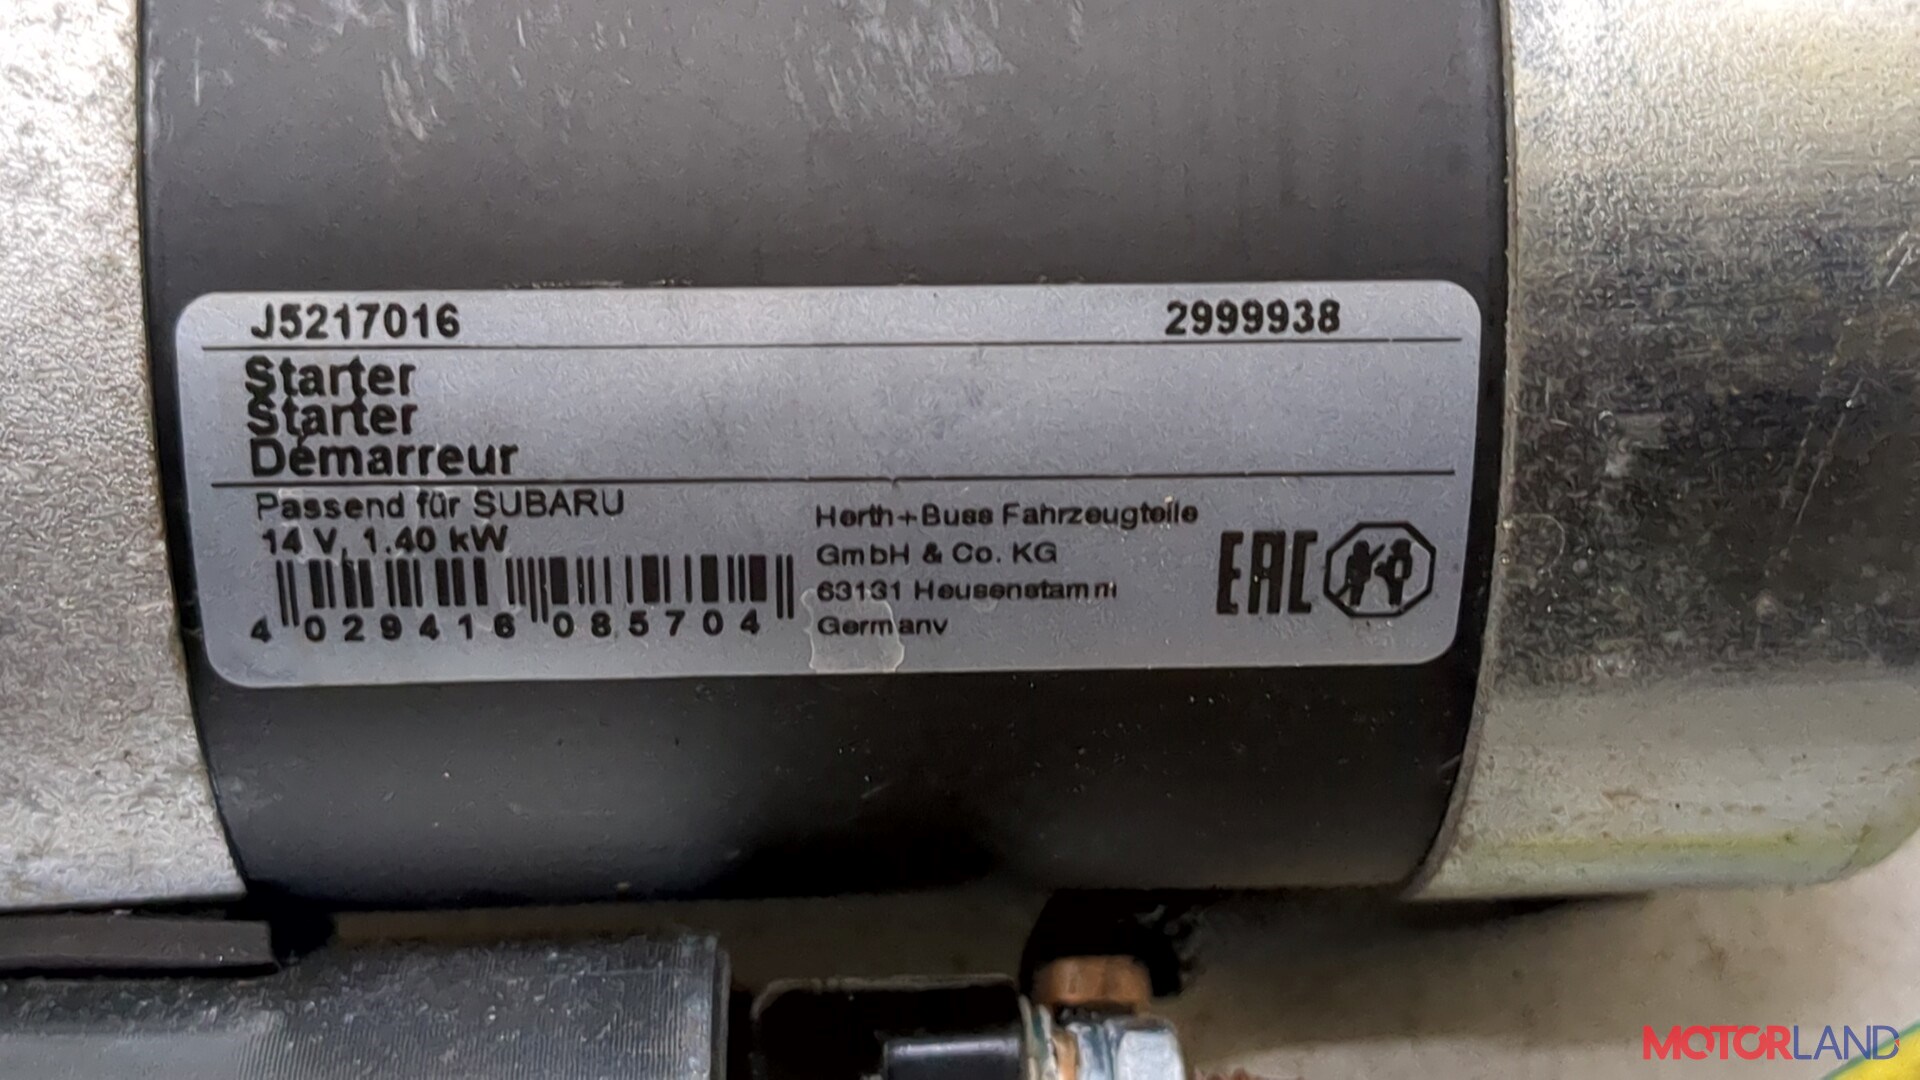 J5217016 2999938
Starter
Starter
Démarreur
Passend für SUBARU
14 V, 1.40 kW
4 029416 085704
Herth+Buss Fahrzeugteile
GmbH & Co. KG
63131 Heusenstamm
Germany
EAC
MOTORLAND